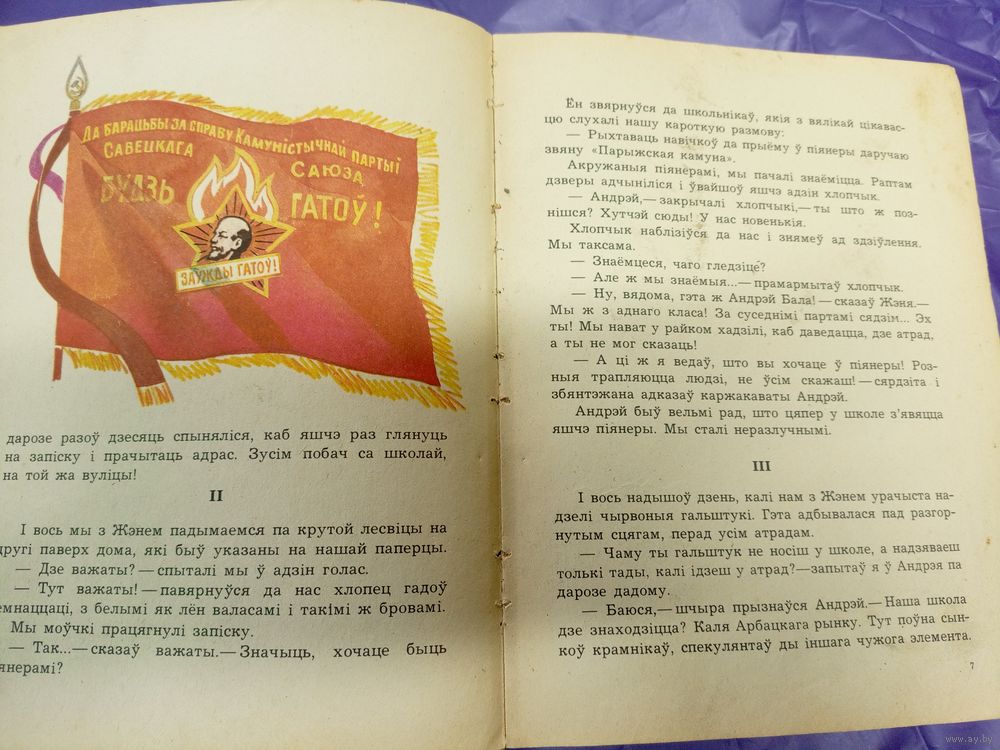 Да барацьбы за справу Камуністычнай партыі
Савецкага Саюза
Будзь гатоў!
Заўжды гатоў!
дарозе разоў дзесяць спыняліся, каб яшчэ раз глянуць
на запіску і прачытаць адрас. Зусім побач са школай,
на той жа вуліцы!
II
І вось мы з Жэнем падымаемся па крутой лесвіцы на
другі паверх дома, які быў указаны на нашай паперцы.
— Дзе важаты? — спыталі мы ў адзін голас.
— Тут важаты! — павярнуўся да нас хлопец гадоў
емнаццаці, з белымі як лён валасамі і такімі ж бровамі.
Мы моўчкі працягнулі запіску.
— Так...— сказаў важаты.— Значыць, хочаце быць
янерамі?
Ён звярнуўся да школьнікаў, якія з вялікай цікавас-
цю слухалі нашу кароткую размову:
— Рыхтаваць навічкоў да прыёму ў піянеры даручаю
звяну «Парыжская камуна».
Акружаныя піянерамі, мы пачалі знаёміцца. Раптам
дзверы адчыніліся і ўвайшоў яшчэ адзін хлопчык.
— Андрэй,— закрычалі хлопчыкі,— ты што ж поз-
нішся? Хутчэй сюды! У нас новенькія.
Хлопчык наблізіўся да нас і знямеў ад здзіўлення.
Мы таксама.
— Знаёмцеся, чаго гледзіце?
— Але ж мы знаёмыя...— прамармытаў хлопчык.
— Ну, вядома, гэта ж Андрэй Бала! — сказаў Жэня.—
Мы ж з аднаго класа! За суседнімі партамі сядзім... Эх
ты! Мы нават у райком хадзілі, каб даведацца, дзе атрад,
а ты не мог сказаць!
— А ці ж я ведаў, што вы хочаце ў піянеры! Роз-
ныя трапляюцца людзі, не ўсім скажаш! — сярдзіта і
збянтэжана адказаў каржакаваты Андрэй.
Андрэй быў вельмі рад, што цяпер у школе з'явяцца
яшчэ піянеры. Мы сталі неразлучнымі.
III
І вось надышоў дзень, калі нам з Жэнем урачыста на-
дзелі чырвоныя гальштукі. Гэта адбывалася пад разгор-
нутым сцягам, перад усім атрадам.
— Чаму ты гальштук не носіш у школе, а надзяваеш
толькі тады, калі ідзеш у атрад? — запытаў я ў Андрэя па
дарозе дадому.
— Баюся,— шчыра прызнаўся Андрэй.— Наша школа
дзе знаходзіцца? Каля Арбацкага рынку. Тут поўна сын-
коў крамнікаў, спекулянтаў ды іншага чужога элемента.
7
www.ay.by